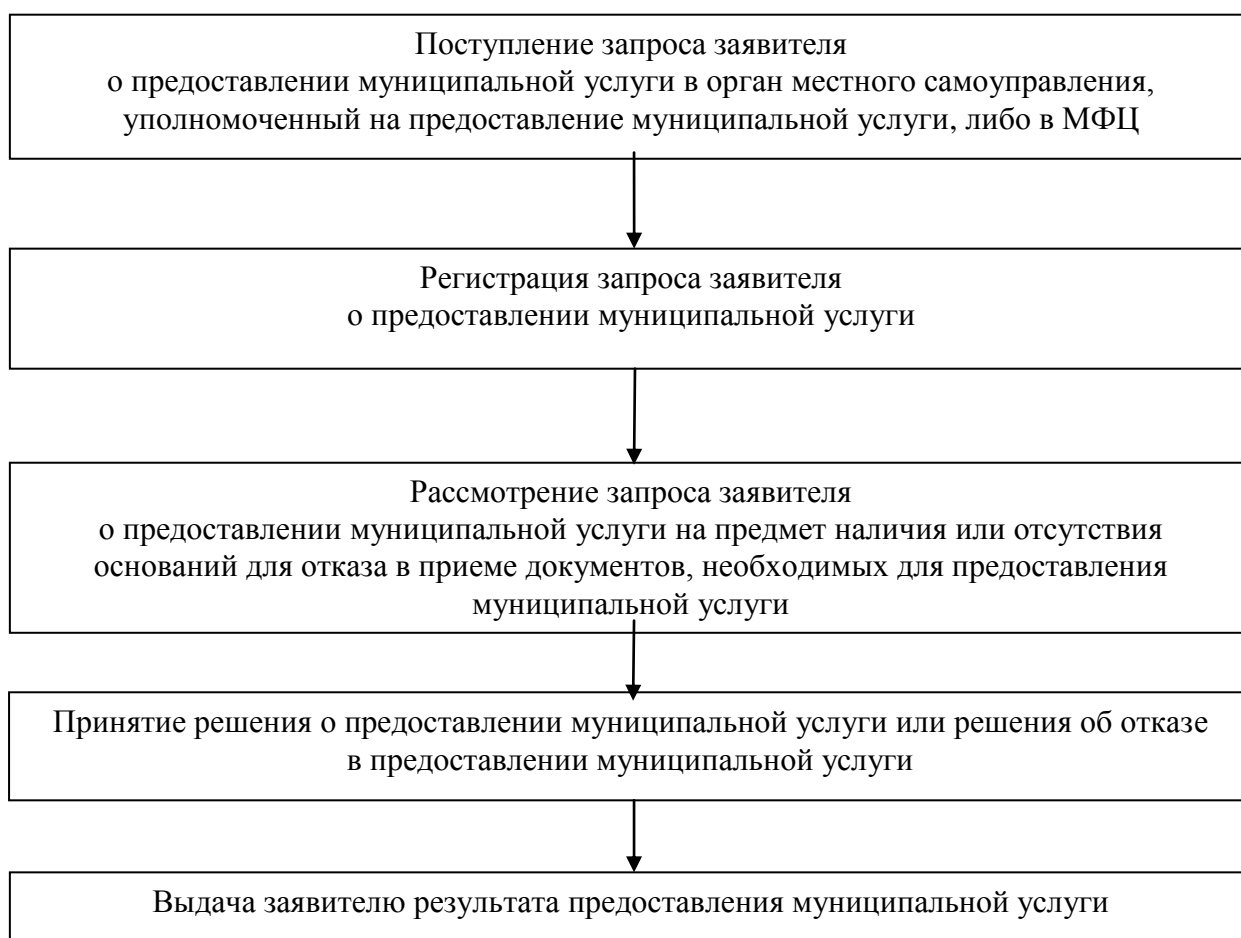 Поступление запроса заявителя
о предоставлении муниципальной услуги в орган местного самоуправления,
уполномоченный на предоставление муниципальной услуги, либо в МФЦ
Регистрация запроса заявителя
о предоставлении муниципальной услуги
Рассмотрение запроса заявителя
о предоставлении муниципальной услуги на предмет наличия или отсутствия
оснований для отказа в приеме документов, необходимых для предоставления
муниципальной услуги
Принятие решения о предоставлении муниципальной услуги или решения об отказе
в предоставлении муниципальной услуги
Выдача заявителю результата предоставления муниципальной услуги